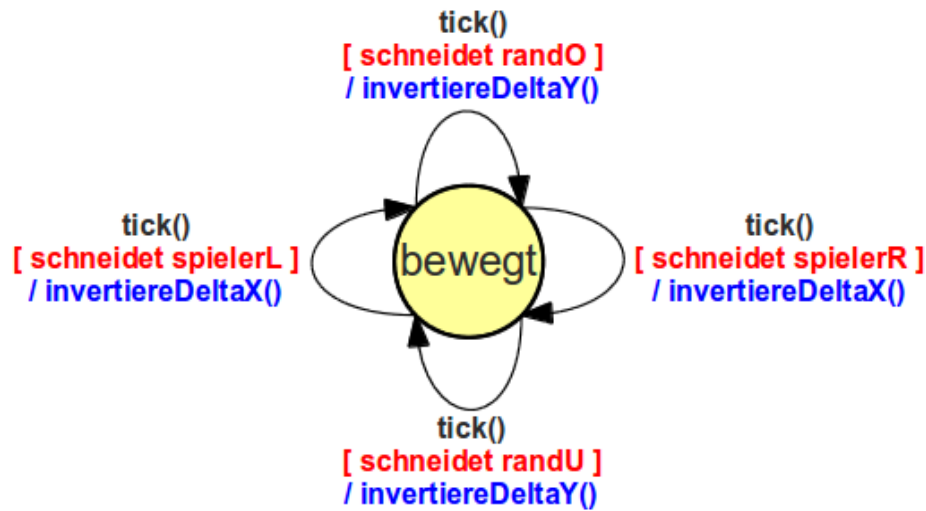 tick()
[ schneidet randO ]
/ invertiereDeltaY()
tick()
[ schneidet spielerL ]
/ invertiereDeltaX()
bewegt
tick()
[ schneidet spielerR ]
/ invertiereDeltaX()
tick()
[ schneidet randU ]
/ invertiereDeltaY()